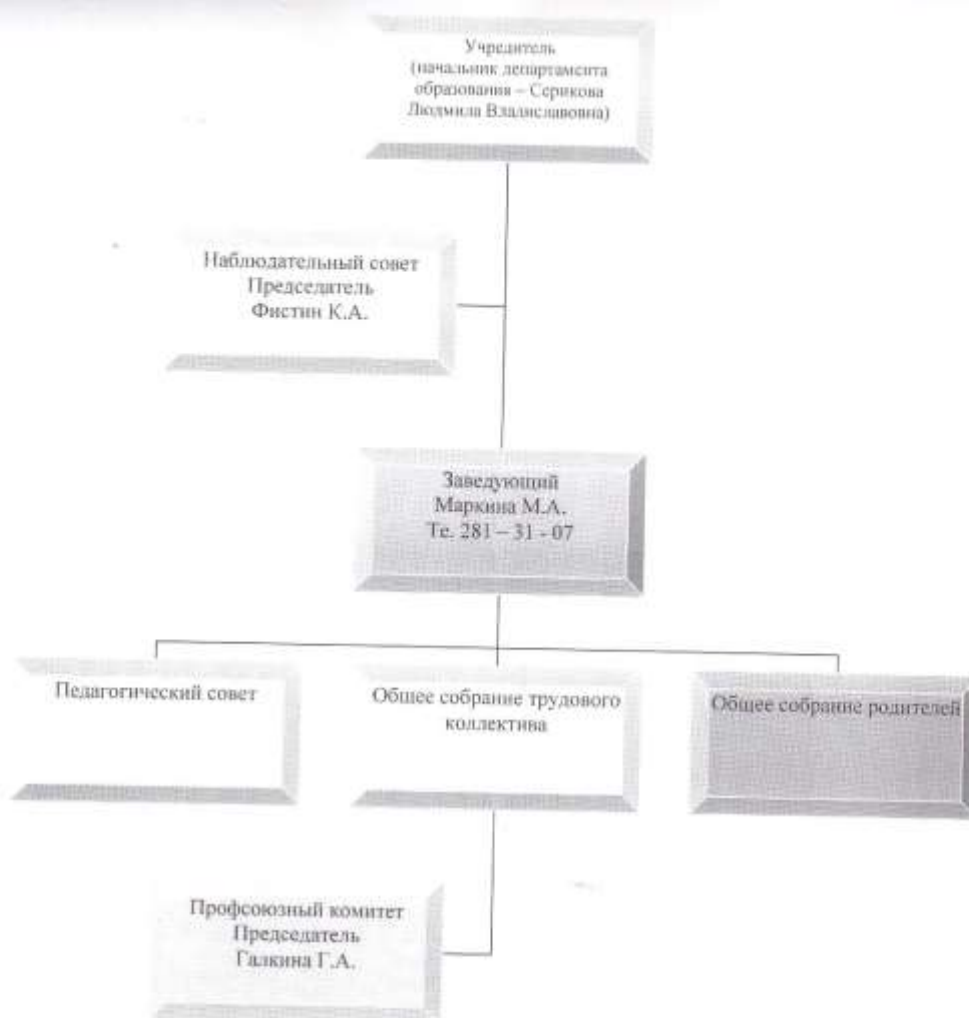 Учредитель
(начальник департамента
образования – Серикова
Людмила Владиславовна)
Наблюдательный совет
Председатель
Фистин К.А.
Заведующий
Маркина М.А.
Те. 281 – 31 - 07
Педагогический совет
Общее собрание трудового
коллектива
Общее собрание родителей
Профсоюзный комитет
Председатель
Галкина Г.А.